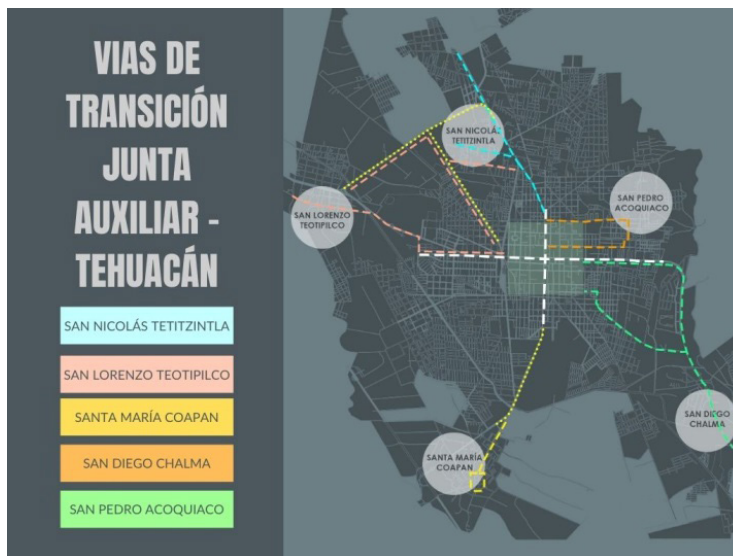 VIAS DE
TRANSICIÓN
JUNTA
AUXILIAR -
TEHUACÁN
SAN NICOLÁS TETITZINTLA
SAN LORENZO TEOTIPILCO
SANTA MARÍA COAPAN
SAN DIEGO CHALMA
SAN PEDRO ACOQUIACO
SAN NICOLÁS
TETITZINTLA
SAN PEDRO
ACOQUIACO
SAN LORENZO
TEOTIPILCO
SAN DIEGO
CHALMA
SANTA MARÍA
COAPAN